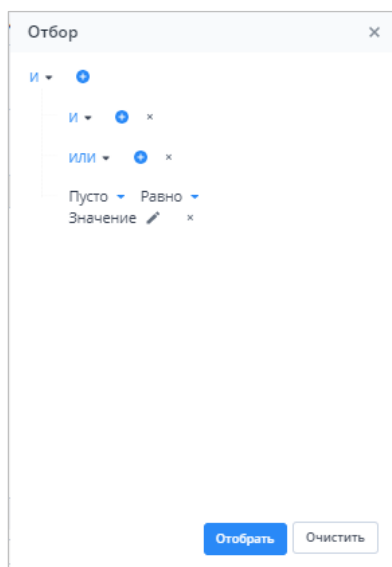 Отбор
И
И
ИЛИ
Пусто Равно
Значение
Отобрать Очистить